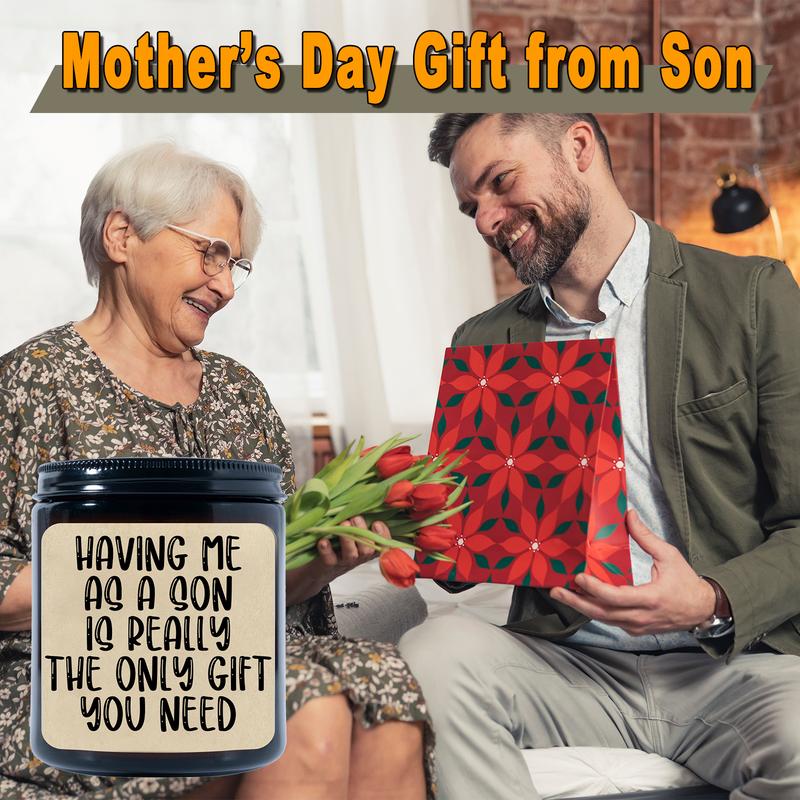 Mother's Day Gift from Son
HAVING ME
AS A SON
IS REALLY
THE ONLY GIFT
YOU NEED